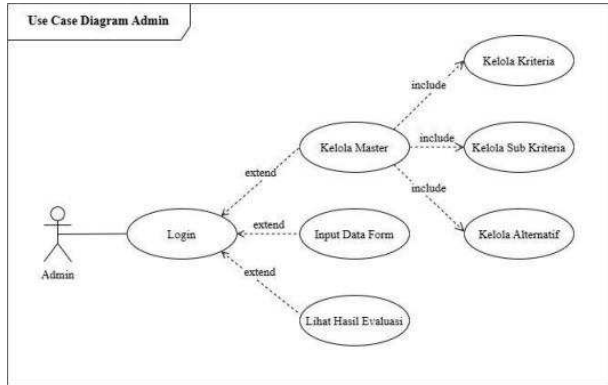 Use Case Diagram Admin
Kelola Kriteria
include
Kelola Master
include
Kelola Sub Kriteria
extend
include
Login
extend
Input Data Form
Kelola Alternatif
Admin
extend
Lihat Hasil Evaluasi